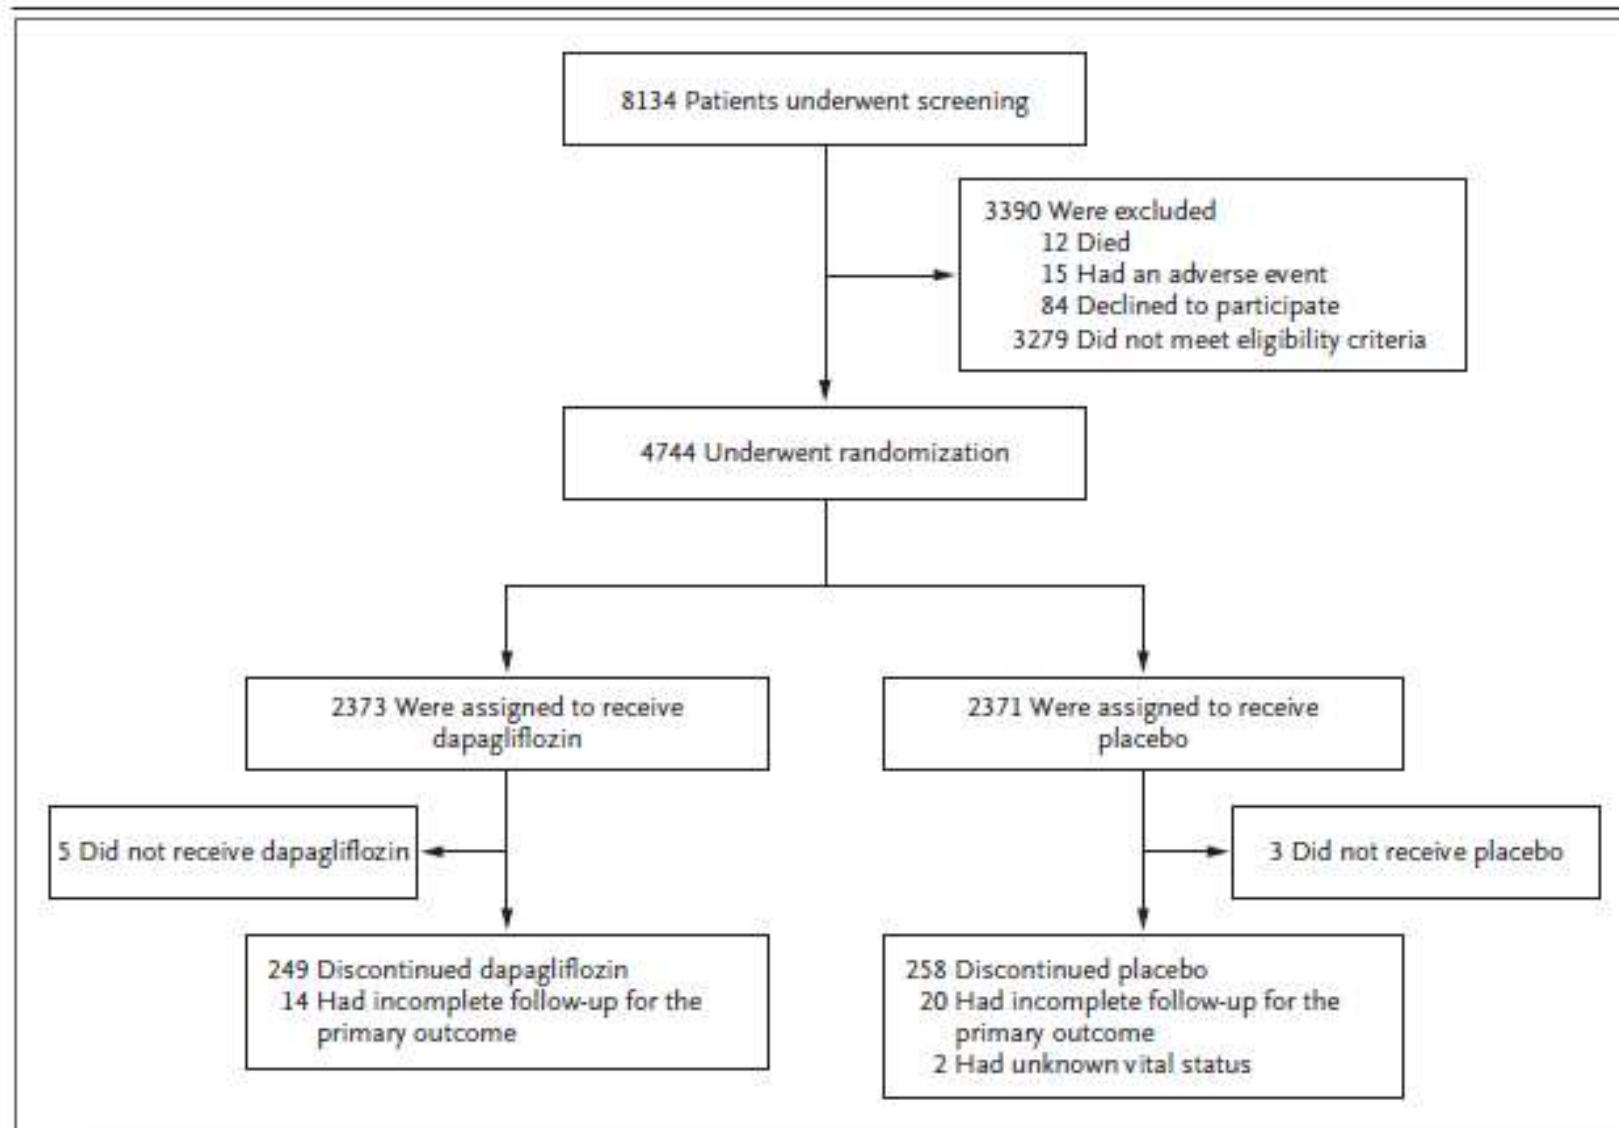 8134 Patients underwent screening
3390 Were excluded
12 Died
15 Had an adverse event
84 Declined to participate
3279 Did not meet eligibility criteria
4744 Underwent randomization
2373 Were assigned to receive
dapagliflozin
2371 Were assigned to receive
placebo
5 Did not receive dapagliflozin
3 Did not receive placebo
249 Discontinued dapagliflozin
14 Had incomplete follow-up for the
primary outcome
258 Discontinued placebo
20 Had incomplete follow-up for the
primary outcome
2 Had unknown vital status